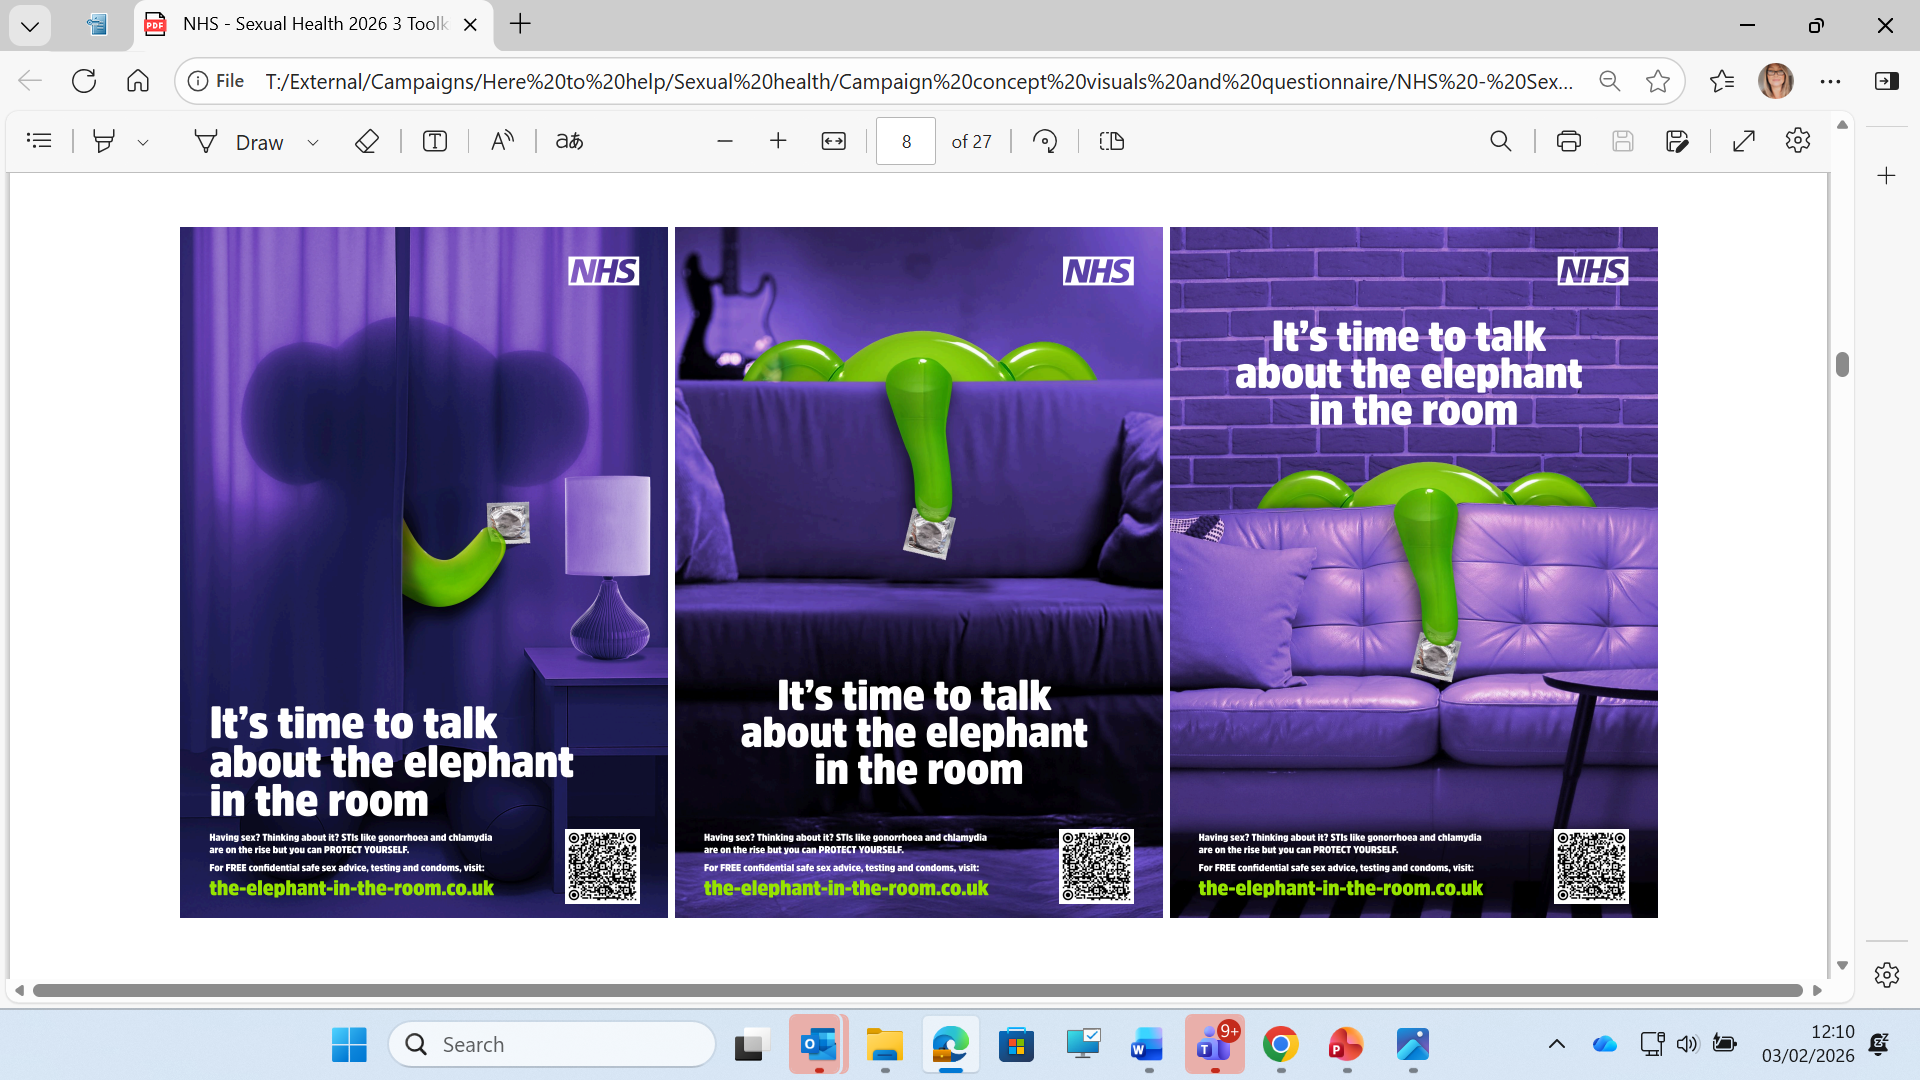 NHS - Sexual Health 2026 3 Toolk
File
T:/External/Campaigns/Here%20to%20help/Sexual%20health/Campaign%20concept%20visuals%20and%20questionnaire/NHS%20-%20Sex...
Draw
8
of 27
NHS
It's time to talk
about the elephant
in the room
Having sex? Thinking about it? STIs like gonorrhoea and chlamydia
are on the rise but you can PROTECT YOURSELF.
For FREE confidential safe sex advice, testing and condoms, visit:
the-elephant-in-the-room.co.uk
NHS
It's time to talk
about the elephant
in the room
Having sex? Thinking about it? STIs like gonorrhoea and chlamydia
are on the rise but you can PROTECT YOURSELF.
For FREE confidential safe sex advice, testing and condoms, visit:
the-elephant-in-the-room.co.uk
NHS
It's time to talk
about the elephant
in the room
Having sex? Thinking about it? STIs like gonorrhoea and chlamydia
are on the rise but you can PROTECT YOURSELF.
For FREE confidential safe sex advice, testing and condoms, visit:
the-elephant-in-the-room.co.uk
Search
9+
12:10
03/02/2026